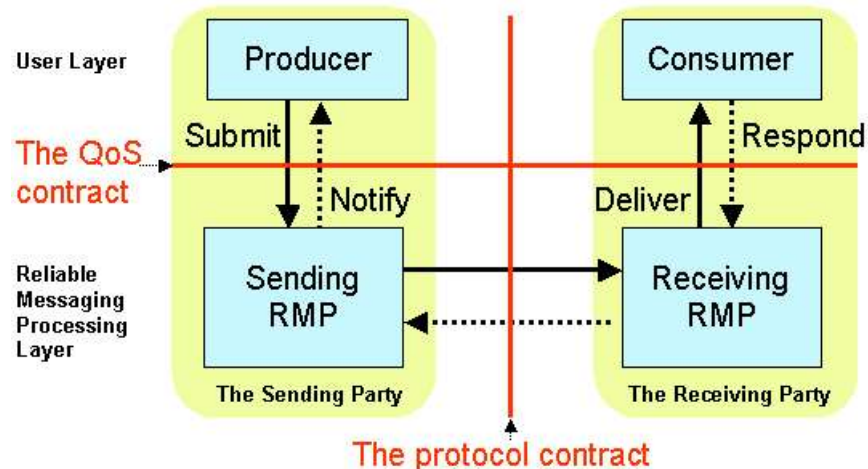 User Layer
Producer
Consumer
Submit
Respond
The QoS
contract
Notify
Deliver
Reliable
Messaging
Processing
Layer
Sending
RMP
Receiving
RMP
The Sending Party
The Receiving Party
The protocol contract